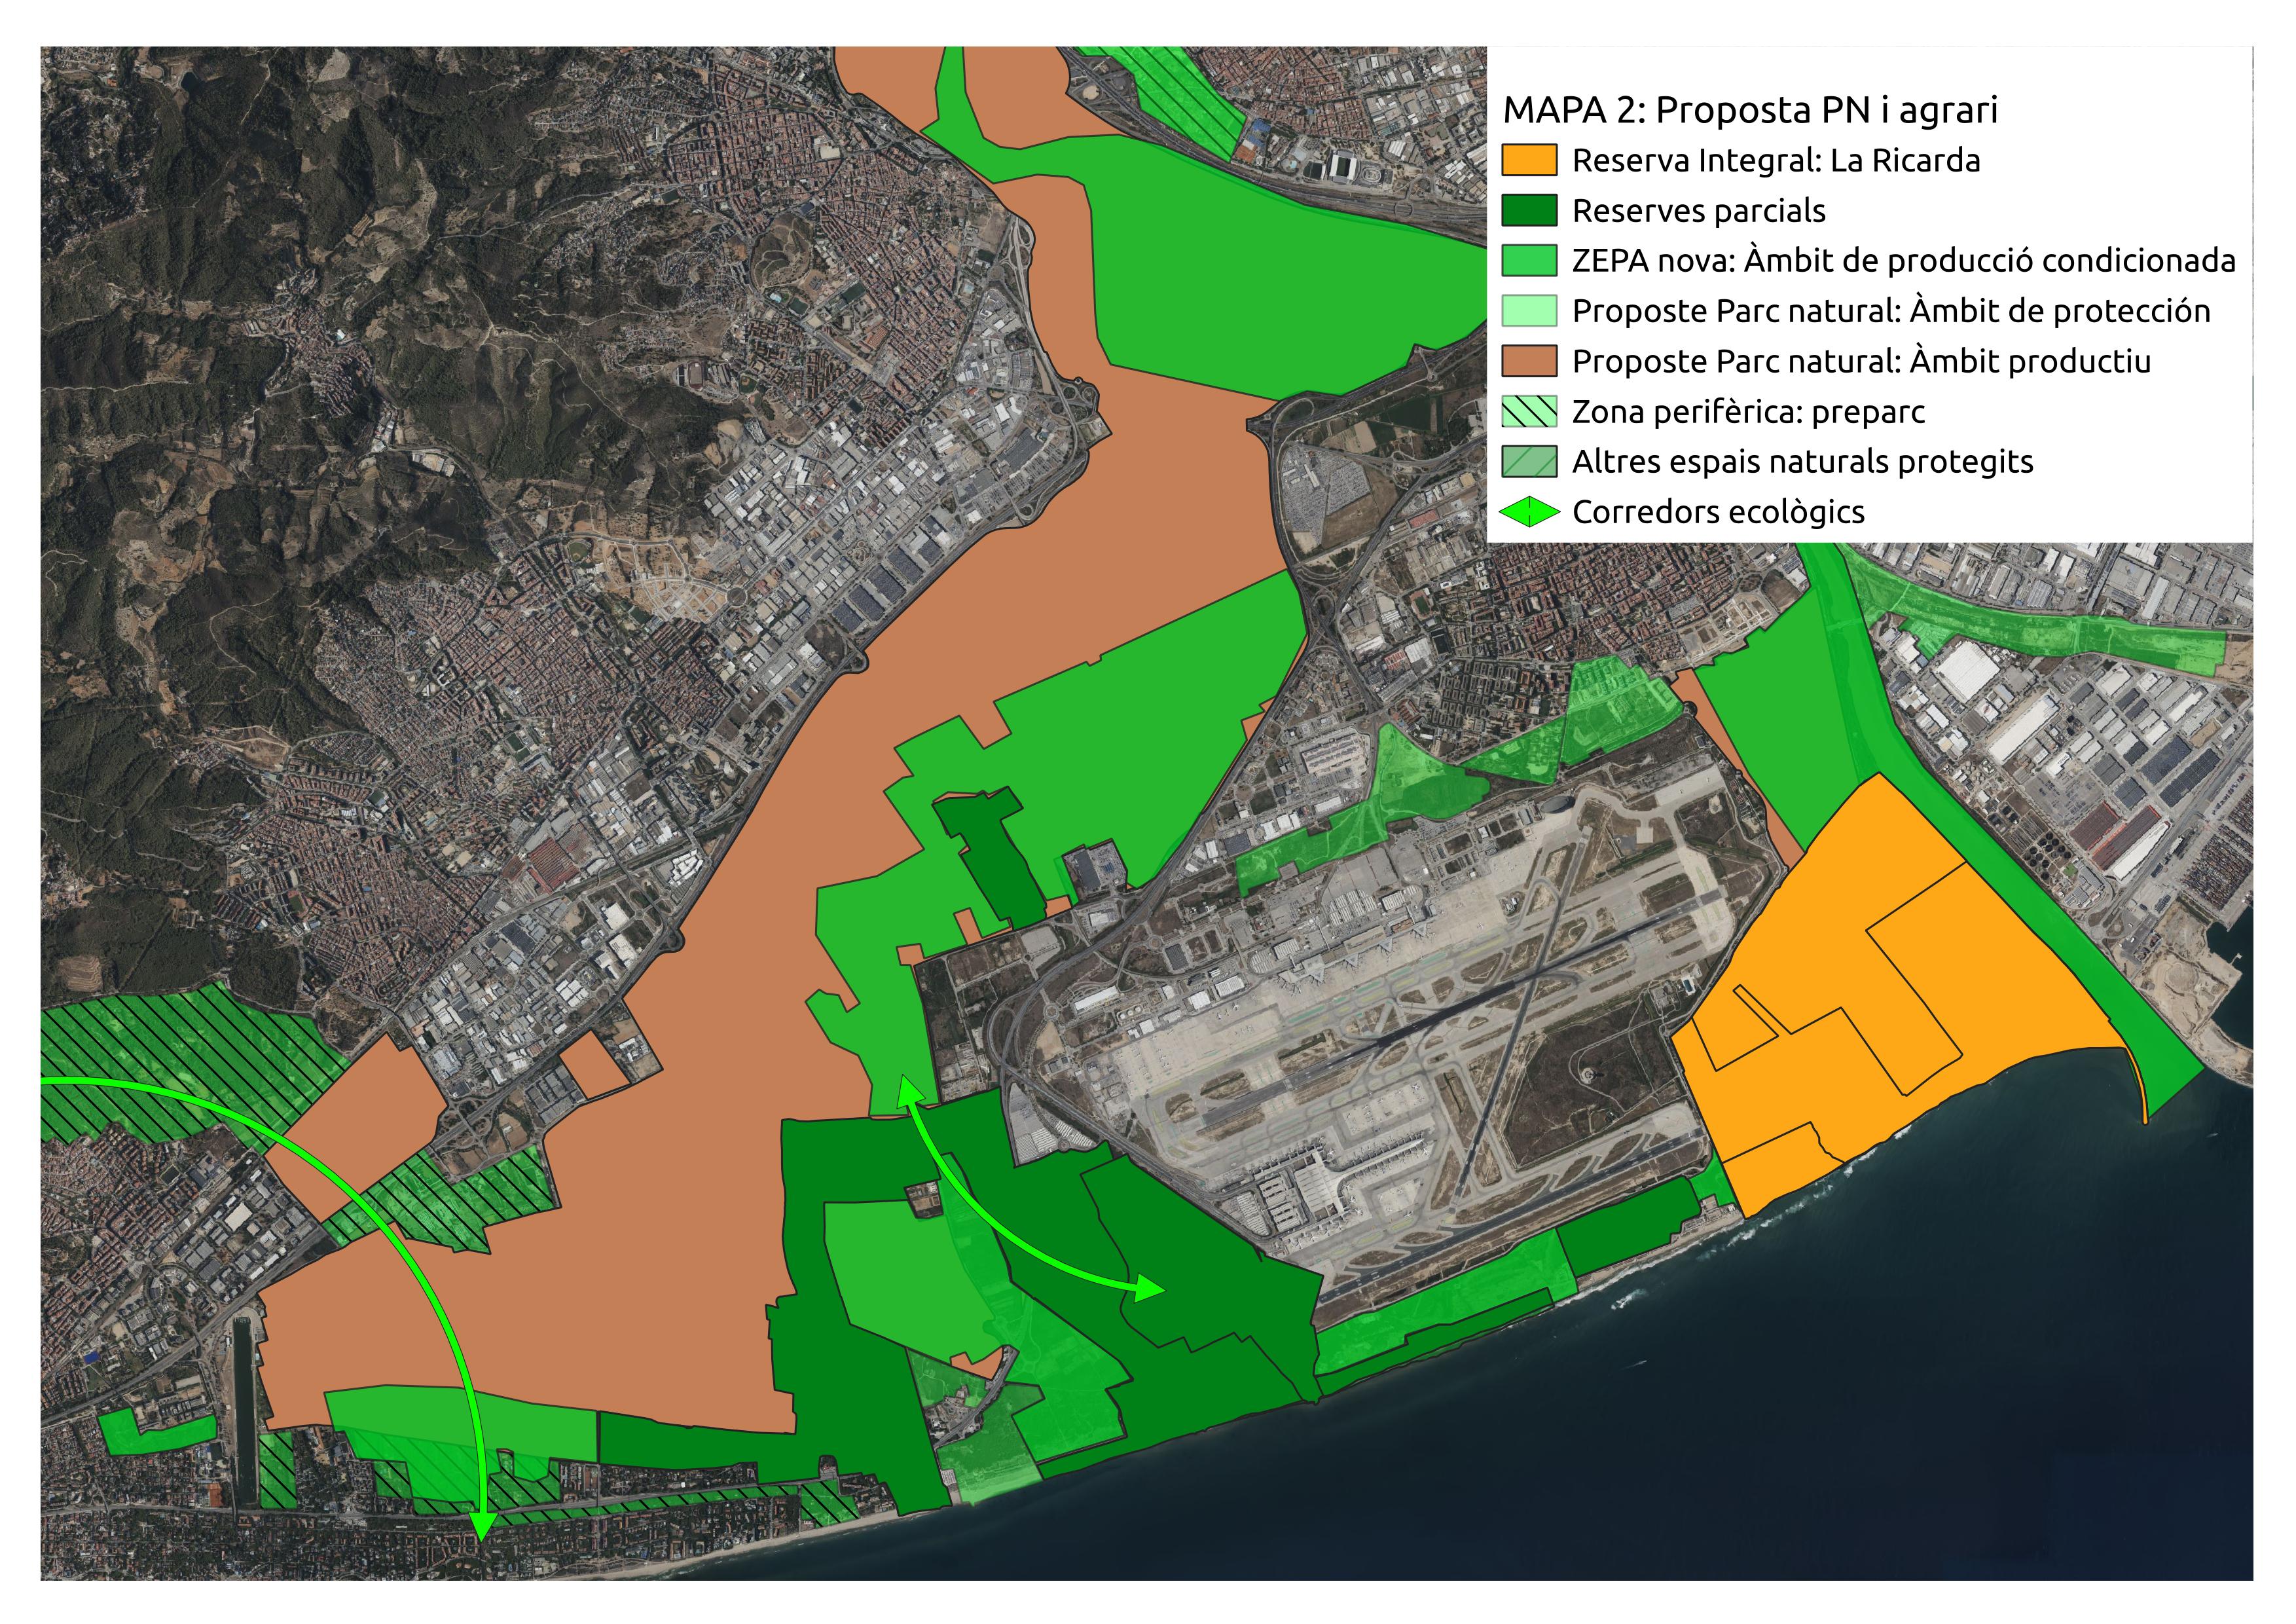 MAPA 2: Proposta PN i agrari
Reserva Integral: La Ricarda
Reserves parcials
ZEPA nova: Àmbit de producció condicionada
Proposte Parc natural: Àmbit de protección
Proposte Parc natural: Àmbit productiu
Zona perifèrica: preparc
Altres espais naturals protegits
Corredors ecològics